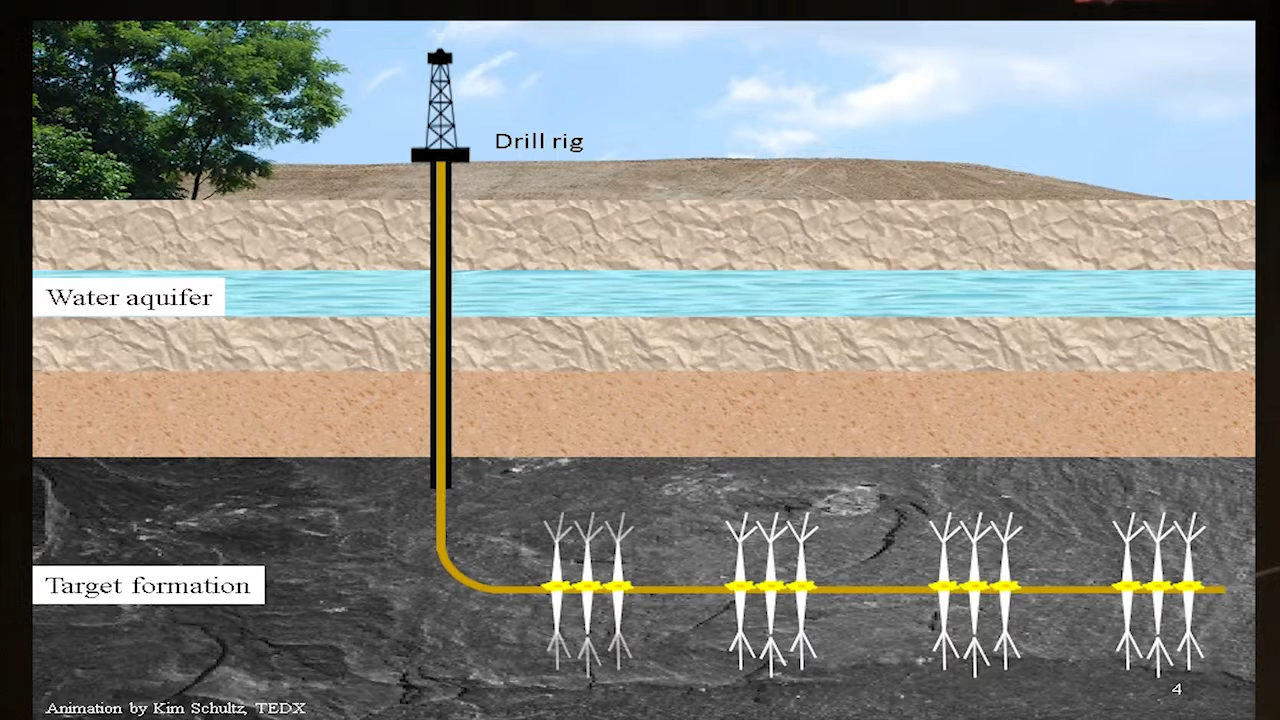 Drill rig
Water aquifer
Target formation
4
Animation by Kim Schultz, TEDX